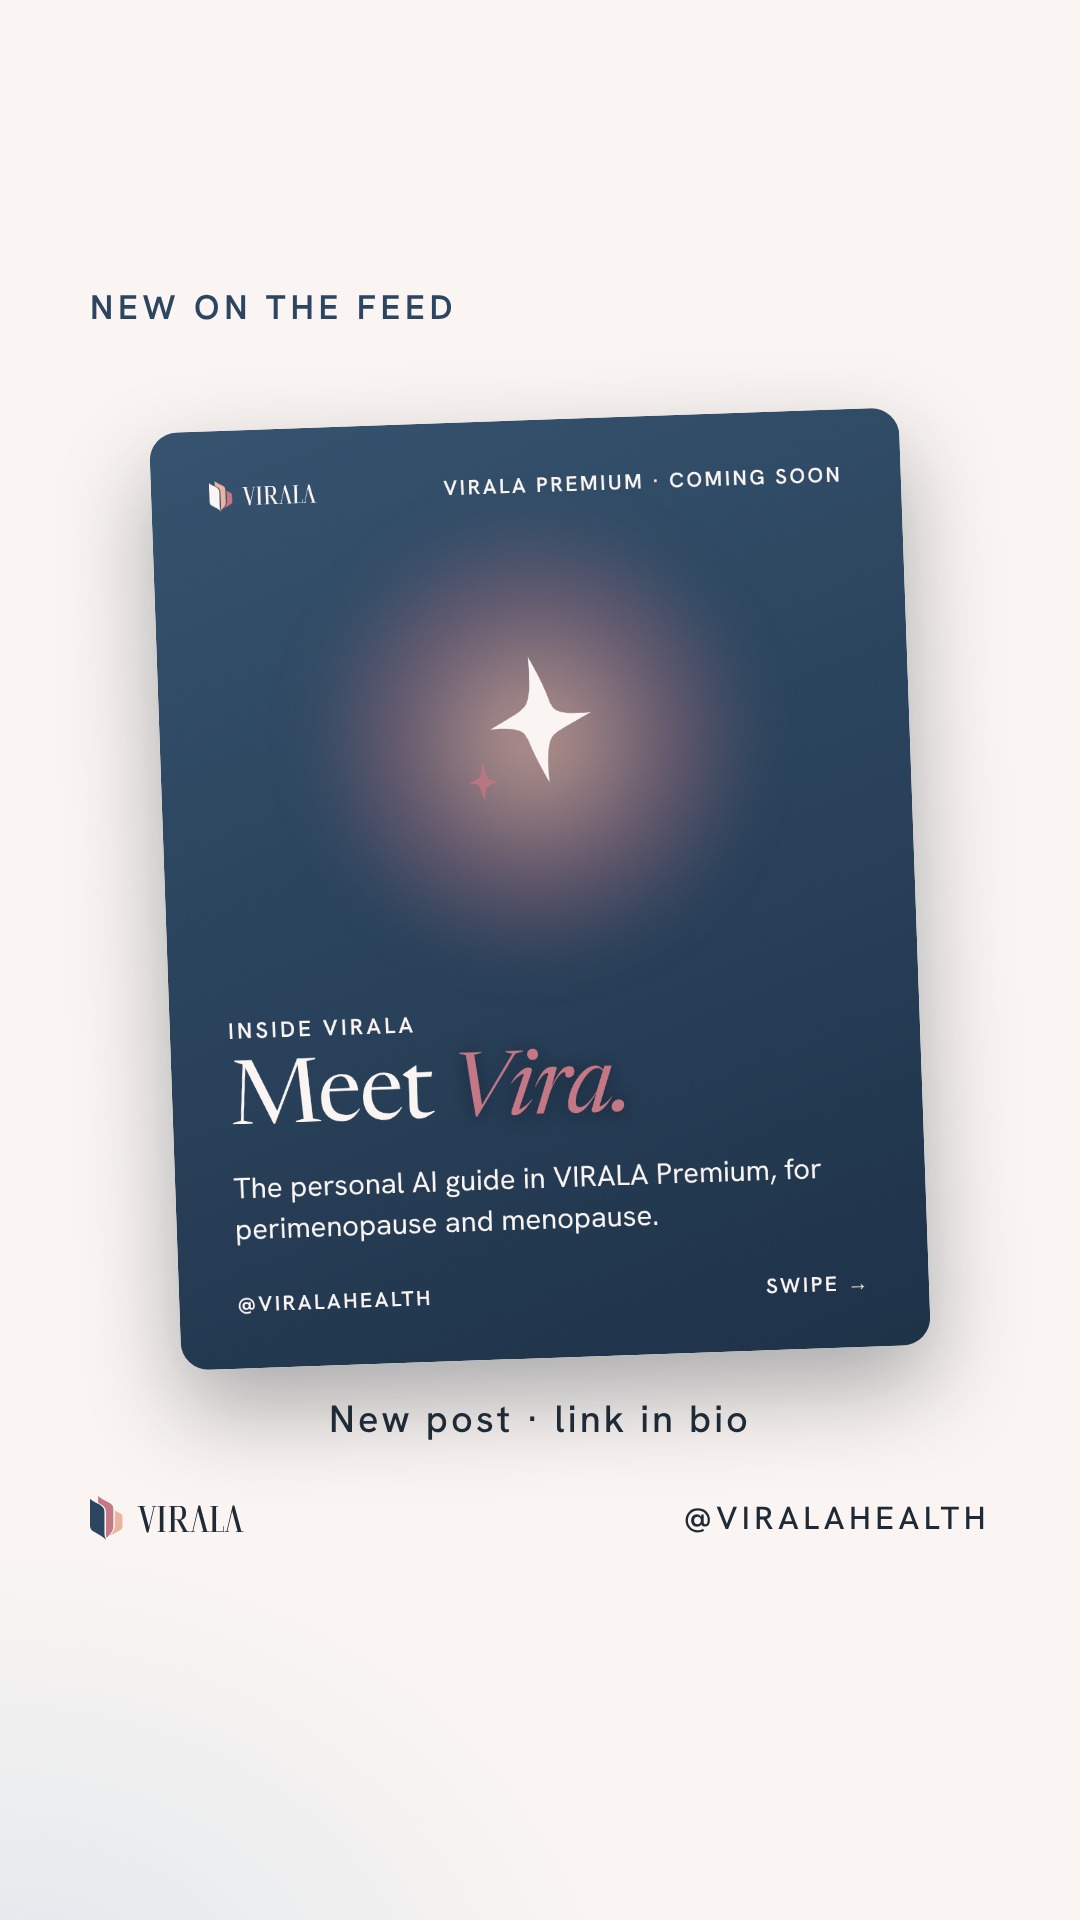 NEW ON THE FEED
VIRALA
VIRALA PREMIUM · COMING SOON
INSIDE VIRALA
Meet Vira.
The personal AI guide in VIRALA Premium, for
perimenopause and menopause.
@VIRALAHEALTH
SWIPE →
New post · link in bio
VIRALA
@VIRALAHEALTH